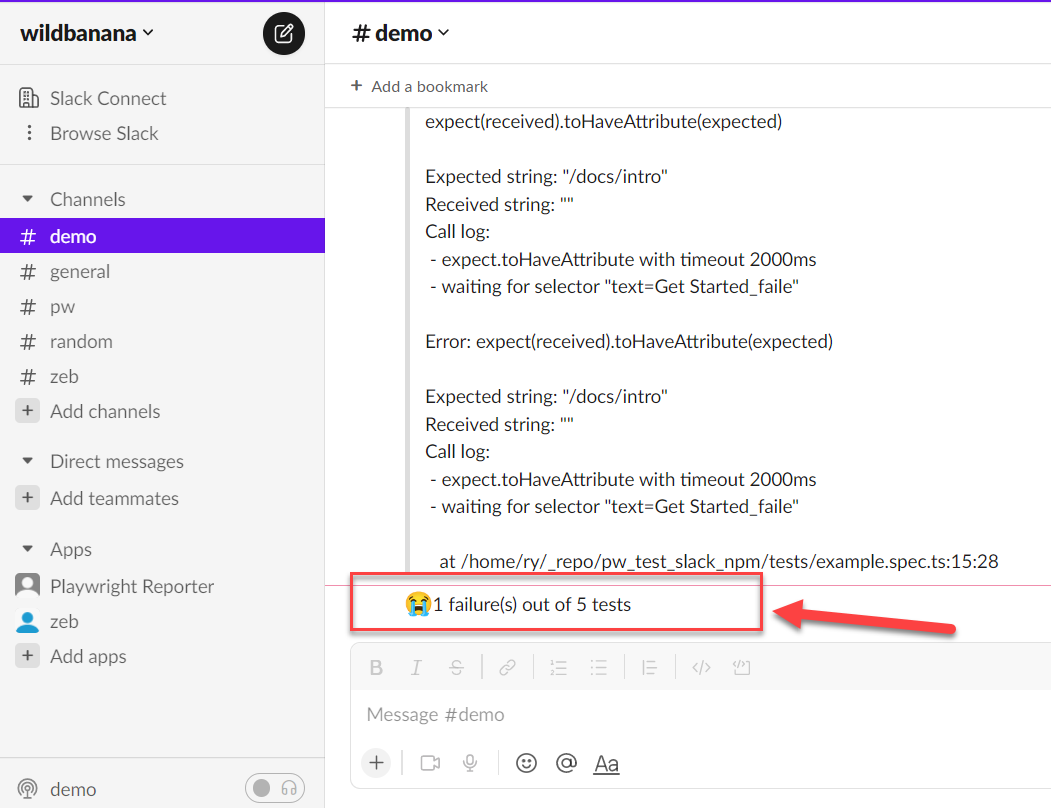 wildbanana
Slack Connect
Browse Slack
Channels
# demo
# general
# pw
# random
# zeb
+ Add channels
Direct messages
+ Add teammates
Apps
Playwright Reporter
zeb
+ Add apps
demo
# demo
+ Add a bookmark
expect(received).toHaveAttribute(expected)
Expected string: "/docs/intro"
Received string: ""
Call log:
- expect.toHaveAttribute with timeout 2000ms
- waiting for selector "text=Get Started_faile"
Error: expect(received).toHaveAttribute(expected)
Expected string: "/docs/intro"
Received string: ""
Call log:
- expect.toHaveAttribute with timeout 2000ms
- waiting for selector "text=Get Started_faile"
at /home/ry/_repo/pw_test_slack_npm/tests/example.spec.ts:15:28
😭1 failure(s) out of 5 tests
B I S
Message #demo
+ @ Aa